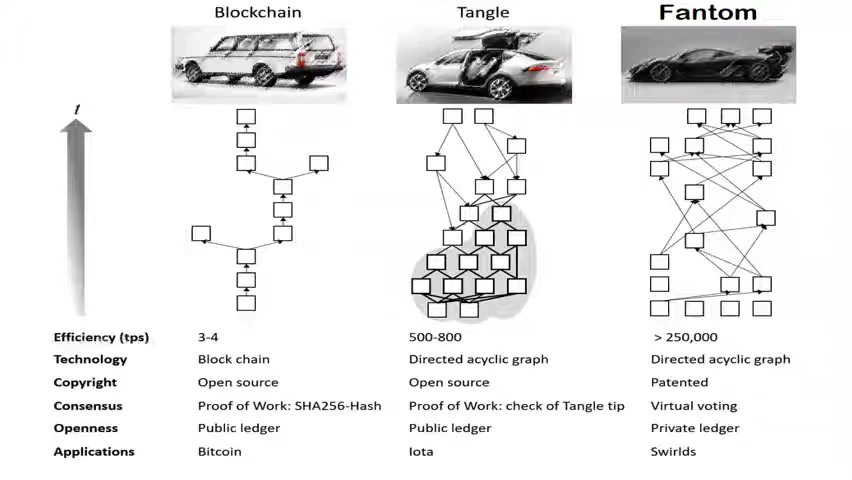 Blockchain Tangle Fantom
t
Efficiency (tps) 3-4 500-800 > 250,000
Technology Block chain Directed acyclic graph Directed acyclic graph
Copyright Open source Open source Patented
Consensus Proof of Work: SHA256-Hash Proof of Work: check of Tangle tip Virtual voting
Openness Public ledger Public ledger Private ledger
Applications Bitcoin Iota Swirlds